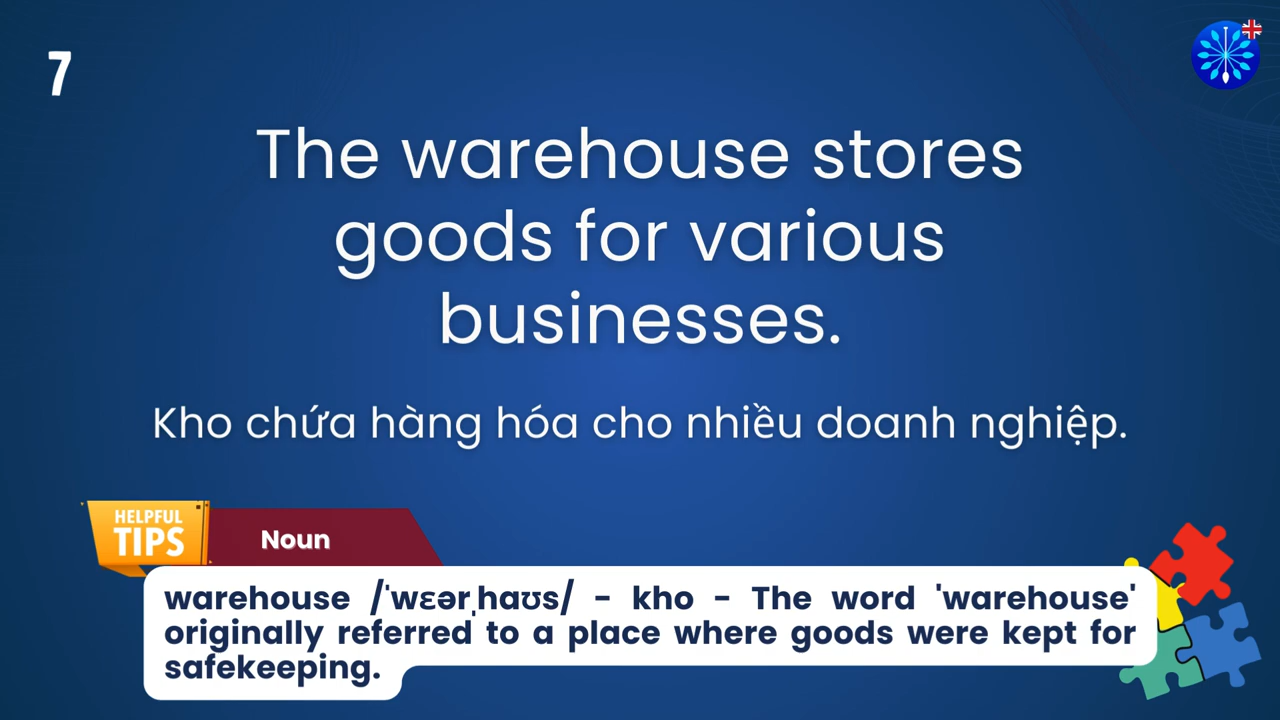 7
The warehouse stores
goods for various
businesses.
Kho chứa hàng hóa cho nhiều doanh nghiệp.
HELPFUL
TIPS
Noun
warehouse /ˈwɛərˌhaʊs/ - kho - The word 'warehouse'
originally referred to a place where goods were kept for
safekeeping.